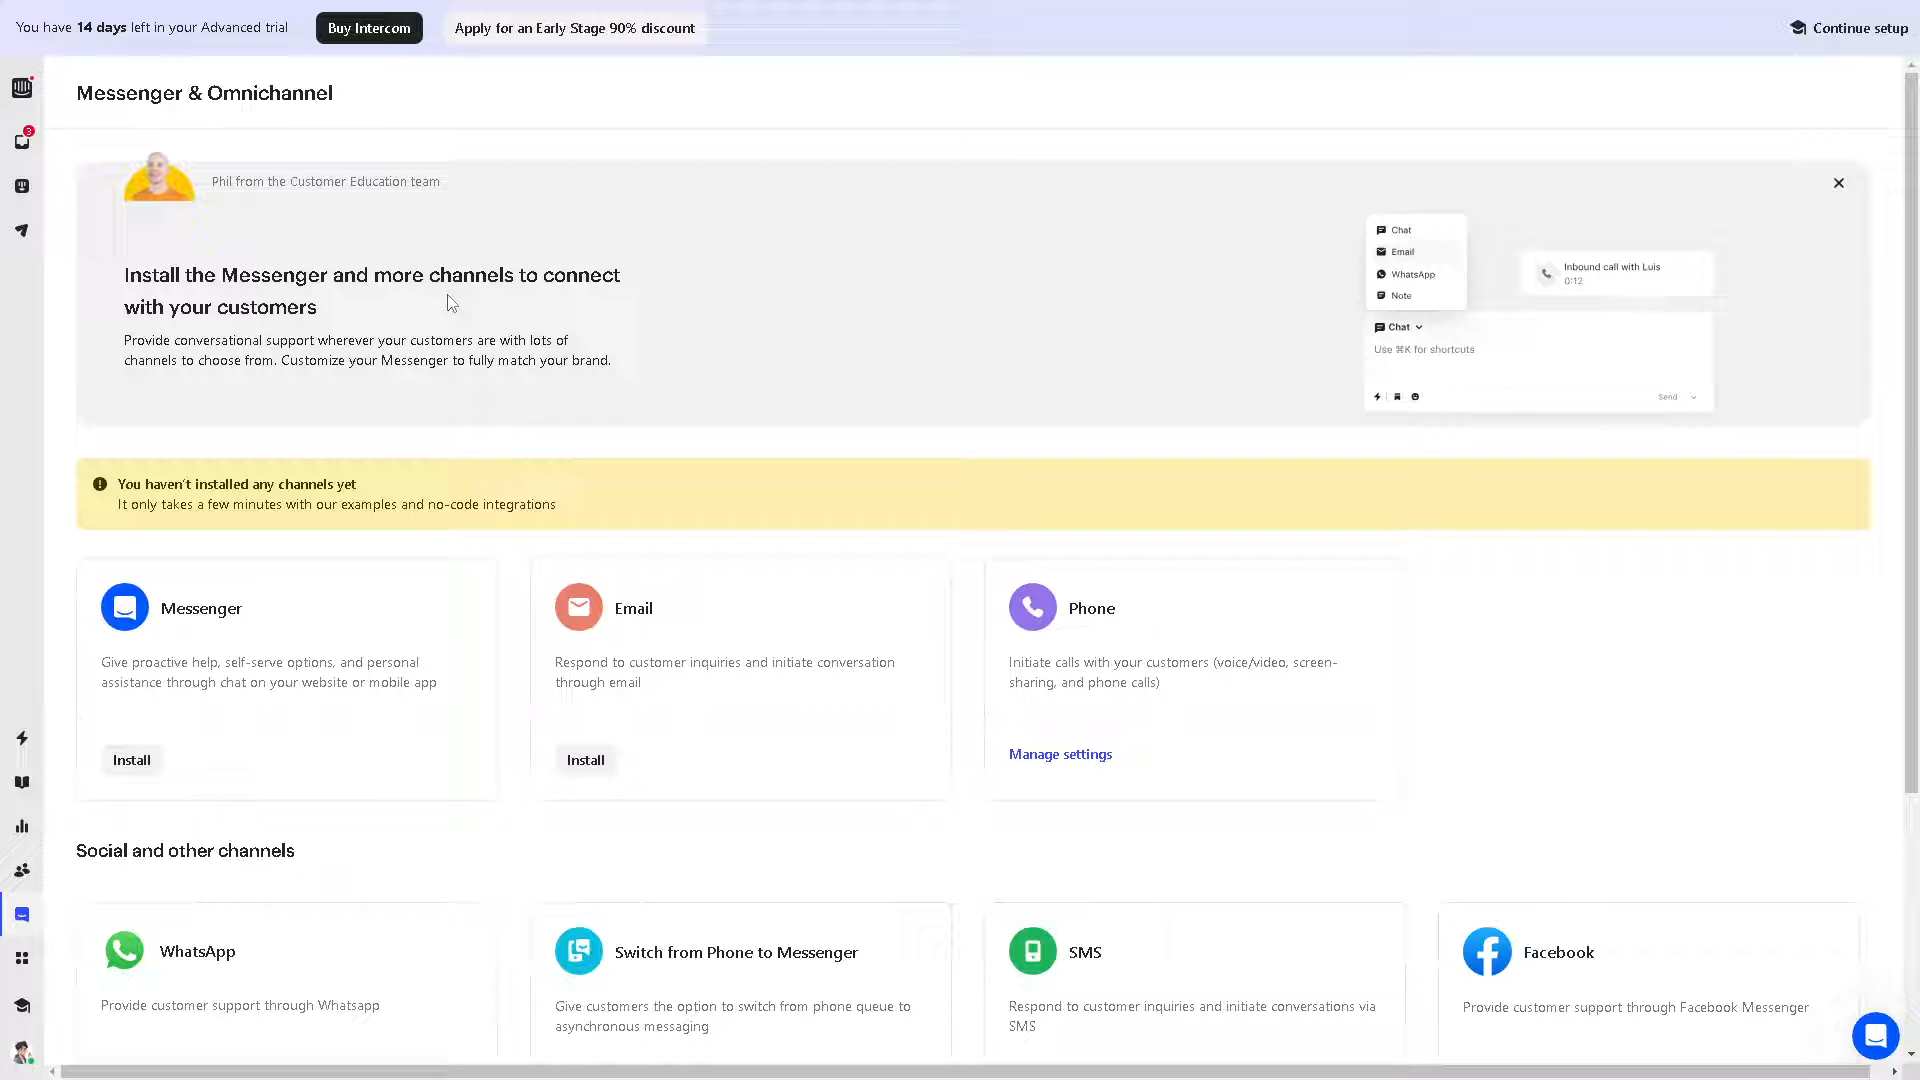 You have 14 days left in your Advanced trial
Buy Intercom
Apply for an Early Stage 90% discount
Continue setup
3
Messenger & Omnichannel
Phil from the Customer Education team
Install the Messenger and more channels to connect
with your customers
Provide conversational support wherever your customers are with lots of
channels to choose from. Customize your Messenger to fully match your brand.
Chat
Email
WhatsApp
Note
Inbound call with Luis
0:12
Chat
Use ⌘K for shortcuts
Send
You haven't installed any channels yet
It only takes a few minutes with our examples and no-code integrations
Messenger
Give proactive help, self-serve options, and personal
assistance through chat on your website or mobile app
Install
Email
Respond to customer inquiries and initiate conversation
through email
Install
Phone
Initiate calls with your customers (voice/video, screen-
sharing, and phone calls)
Manage settings
Social and other channels
WhatsApp
Provide customer support through Whatsapp
Switch from Phone to Messenger
Give customers the option to switch from phone queue to
asynchronous messaging
SMS
Respond to customer inquiries and initiate conversations via
SMS
Facebook
Provide customer support through Facebook Messenger